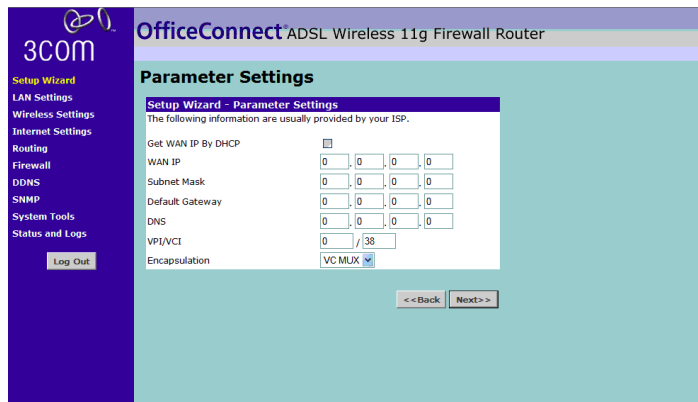 3COM
OfficeConnect® ADSL Wireless 11g Firewall Router
Setup Wizard
LAN Settings
Wireless Settings
Internet Settings
Routing
Firewall
DDNS
SNMP
System Tools
Status and Logs
Log Out
Parameter Settings
Setup Wizard - Parameter Settings
The following information are usually provided by your ISP.
Get WAN IP By DHCP
WAN IP 0 . 0 . 0 . 0
Subnet Mask 0 . 0 . 0 . 0
Default Gateway 0 . 0 . 0 . 0
DNS 0 . 0 . 0 . 0
VPI/VCI 0 / 38
Encapsulation VC MUX
<<Back Next>>